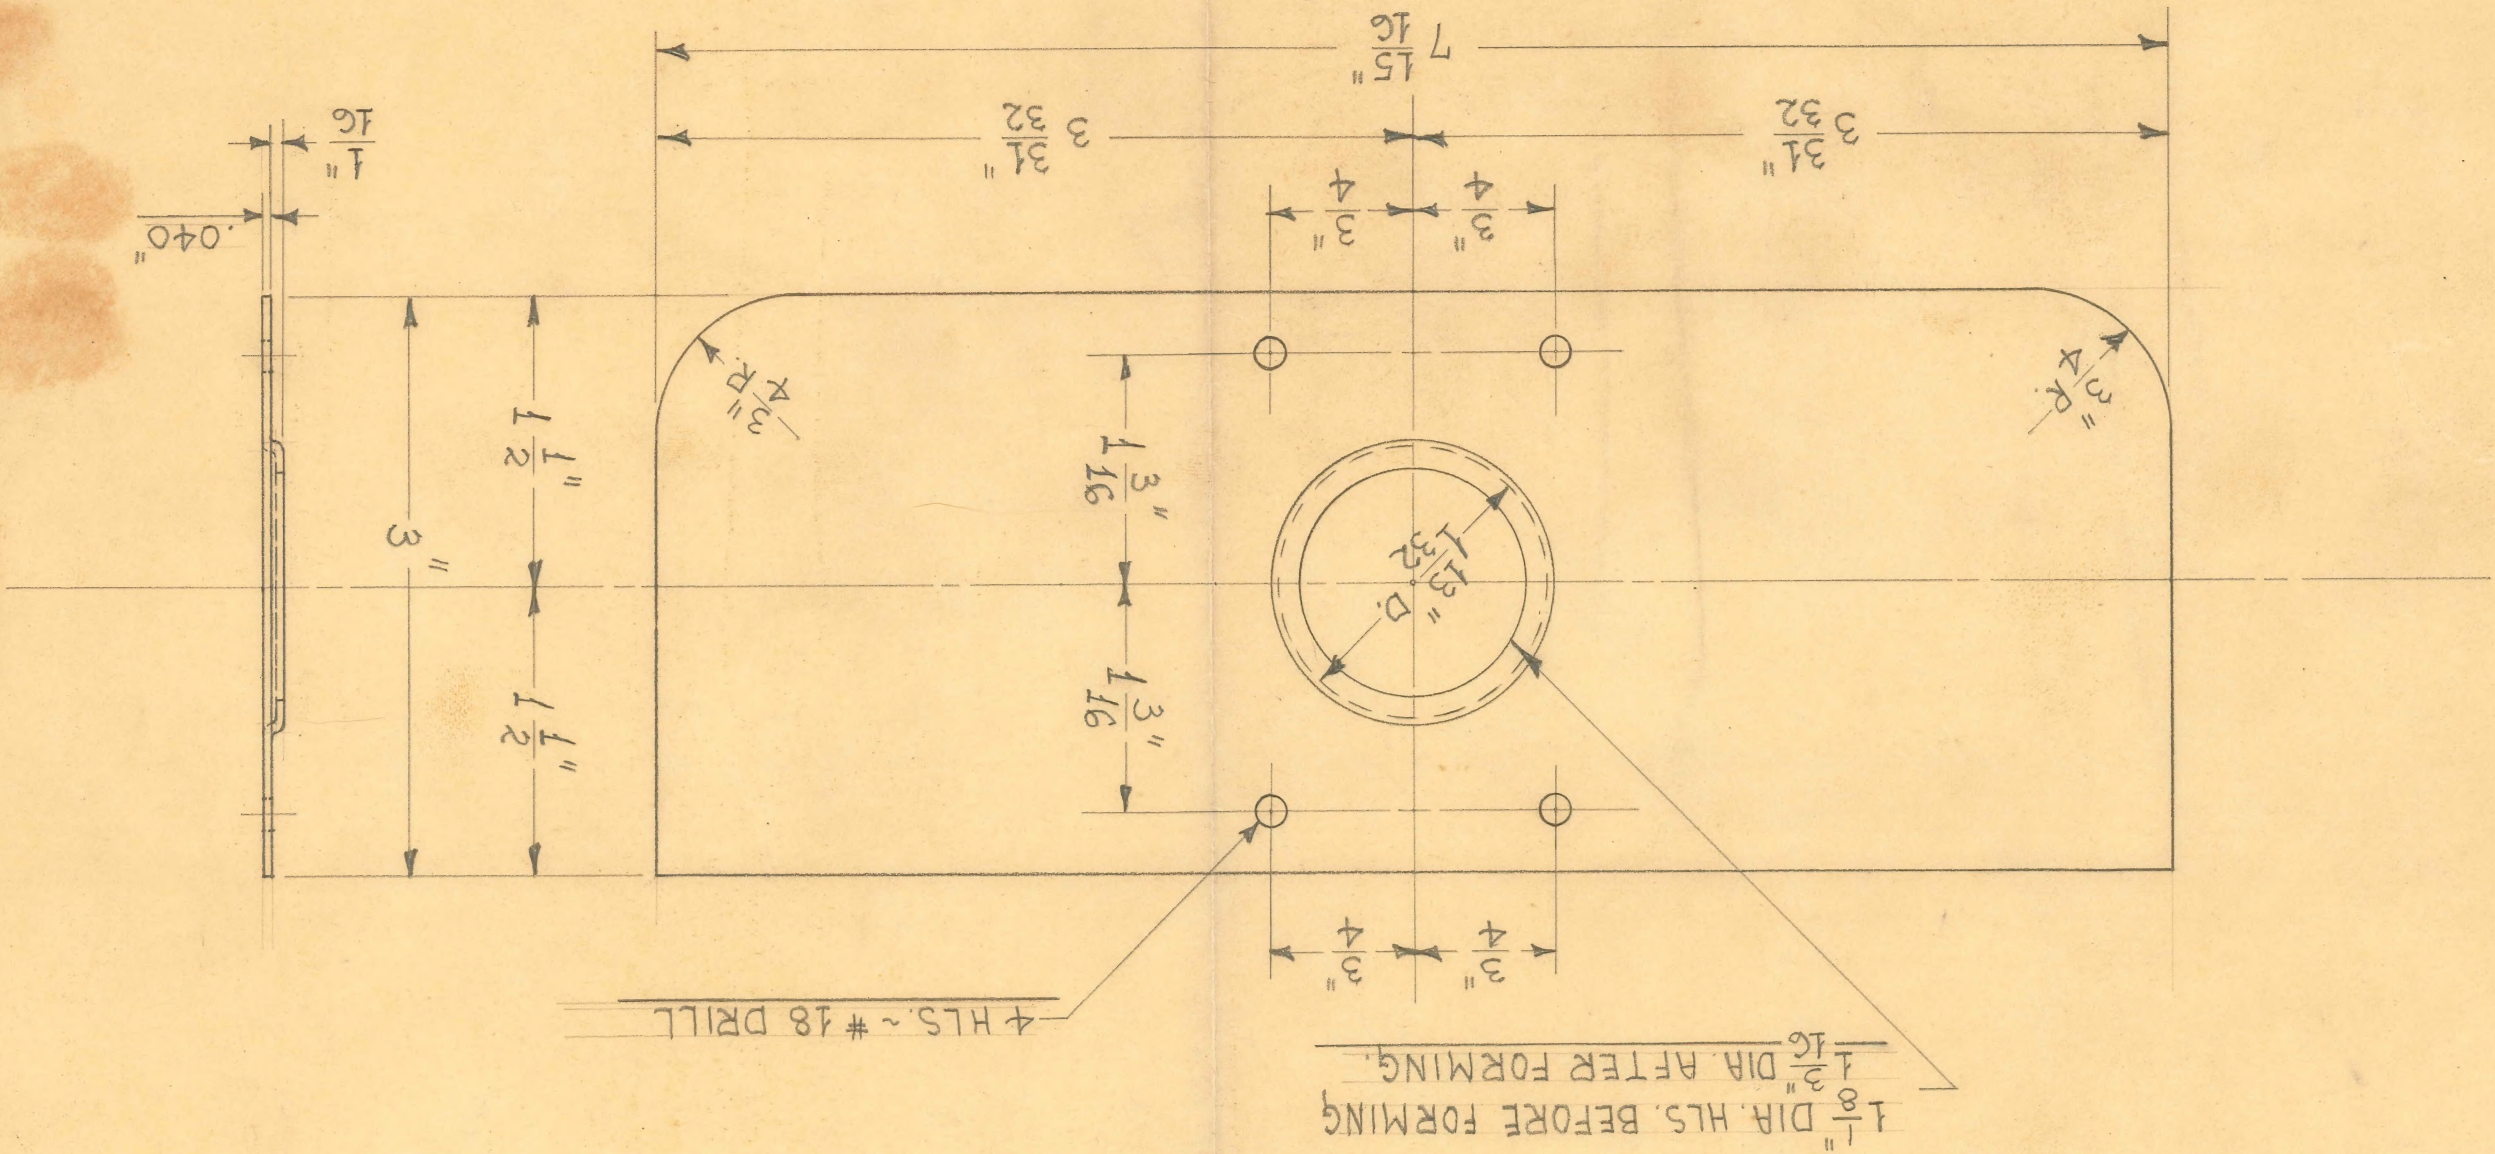 1 1/8" DIA. HLS. BEFORE FORMING
1 3/16" DIA. AFTER FORMING.
4 HLS. ~ # 18 DRILL
3/4"
3/4"
1 3/16"
1 1/2"
1 13/32" D.
3"
1 3/16"
1 1/2"
3/4" R.
3/4" R.
.040"
3/4"
3/4"
1/16"
3 31/32"
3 31/32"
7 15/16"